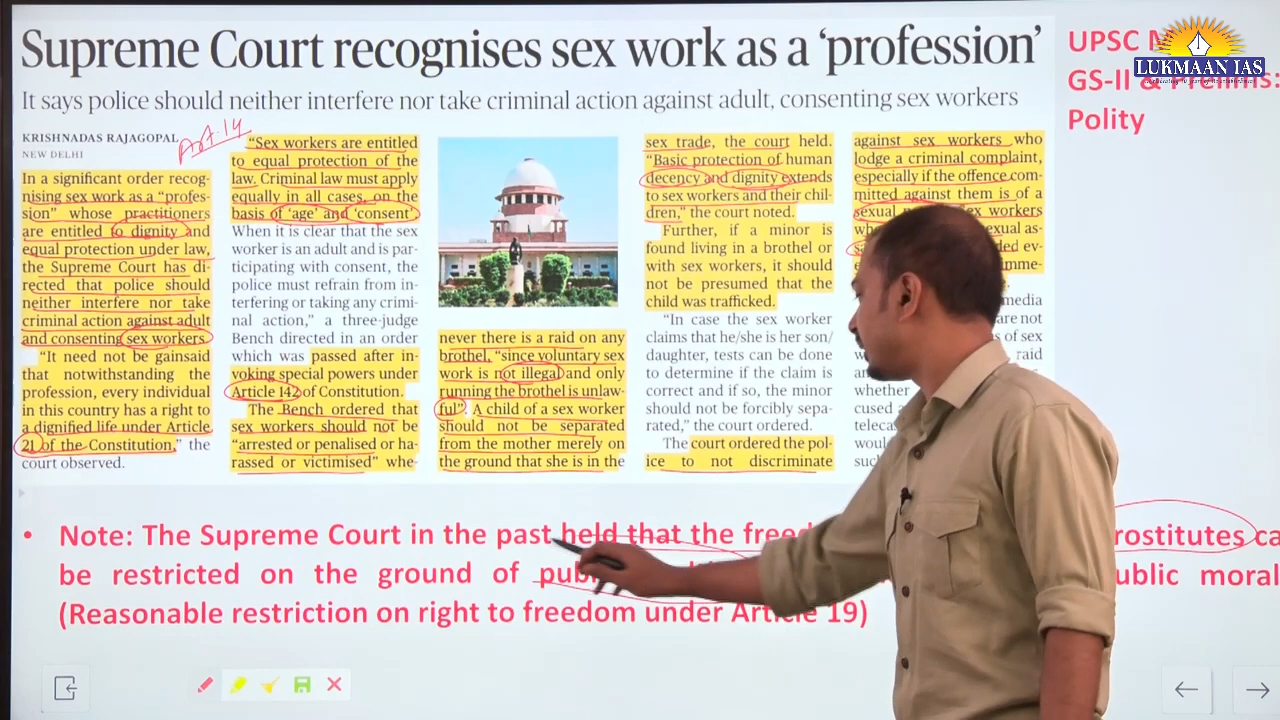 Supreme Court recognises sex work as a ‘profession’
It says police should neither interfere nor take criminal action against adult, consenting sex workers
KRISHNADAS RAJAGOPAL
NEW DELHI
Art. 14
In a significant order recog-
nising sex work as a “profes-
sion” whose practitioners
are entitled to dignity and
equal protection under law,
the Supreme Court has di-
rected that police should
neither interfere nor take
criminal action against adult
and consenting sex workers.
“It need not be gainsaid
that notwithstanding the
profession, every individual
in this country has a right to
a dignified life under Article
21 of the Constitution,” the
court observed.
“Sex workers are entitled
to equal protection of the
law. Criminal law must apply
equally in all cases, on the
basis of ‘age’ and ‘consent’.
When it is clear that the sex
worker is an adult and is par-
ticipating with consent, the
police must refrain from in-
terfering or taking any crimi-
nal action,” a three-judge
Bench directed in an order
which was passed after in-
voking special powers under
Article 142 of Constitution.
The Bench ordered that
sex workers should not be
“arrested or penalised or ha-
rassed or victimised” whe-
never there is a raid on any
brothel, “since voluntary sex
work is not illegal and only
running the brothel is unlaw-
ful”. A child of a sex worker
should not be separated
from the mother merely on
the ground that she is in the
sex trade, the court held.
“Basic protection of human
decency and dignity extends
to sex workers and their chil-
dren,” the court noted.
Further, if a minor is
found living in a brothel or
with sex workers, it should
not be presumed that the
child was trafficked.
“In case the sex worker
claims that he/she is her son/
daughter, tests can be done
to determine if the claim is
correct and if so, the minor
should not be forcibly sepa-
rated,” the court ordered.
The court ordered the pol-
ice to not discriminate
against sex workers who
lodge a criminal complaint,
especially if the offence com-
mitted against them is of a
sexual workers
as-
ev-
media
are not
of sex
raid
whether
UPSC
GS-II & Prelims:
Polity
LUKMAAN IAS
• Note: The Supreme Court in the past held that the
be restricted on the ground of
(Reasonable restriction on right to freedom under Article 19)